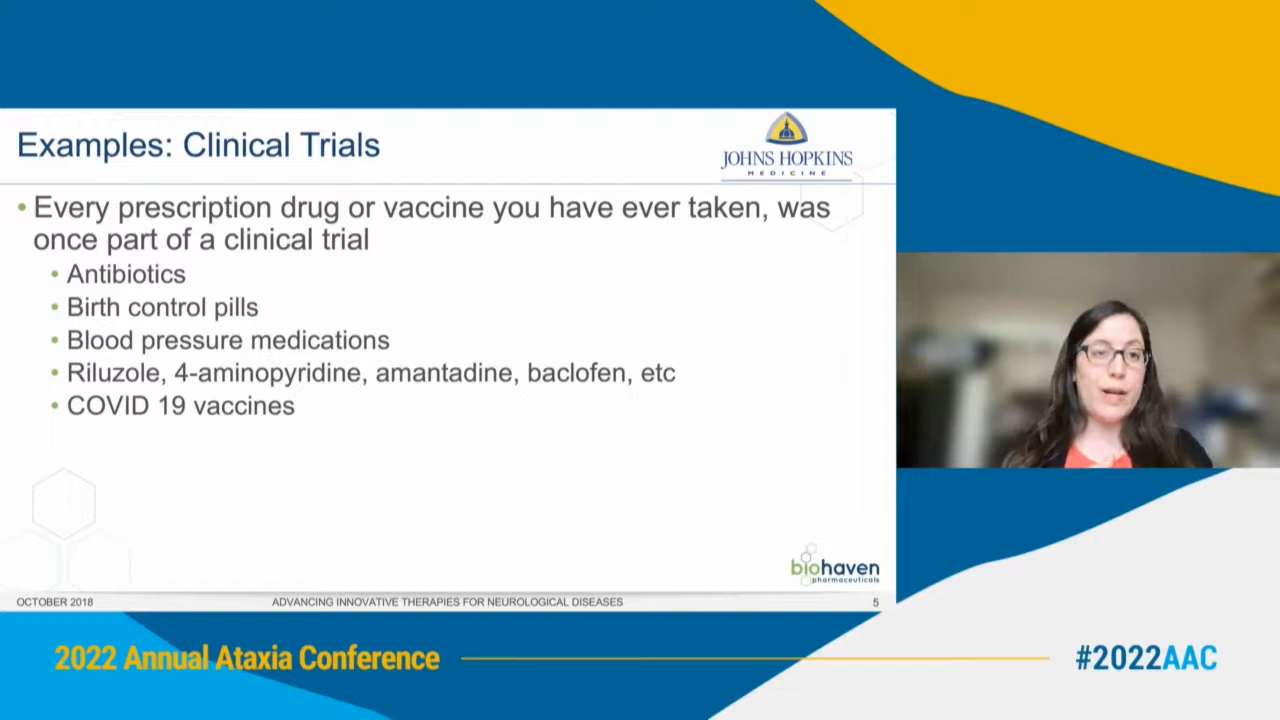 Examples: Clinical Trials
JOHNS HOPKINS
MEDICINE
• Every prescription drug or vaccine you have ever taken, was
once part of a clinical trial
• Antibiotics
• Birth control pills
• Blood pressure medications
• Riluzole, 4-aminopyridine, amantadine, baclofen, etc
• COVID 19 vaccines
biohaven
pharmaceuticals
OCTOBER 2018
ADVANCING INNOVATIVE THERAPIES FOR NEUROLOGICAL DISEASES
5
2022 Annual Ataxia Conference
#2022AAC